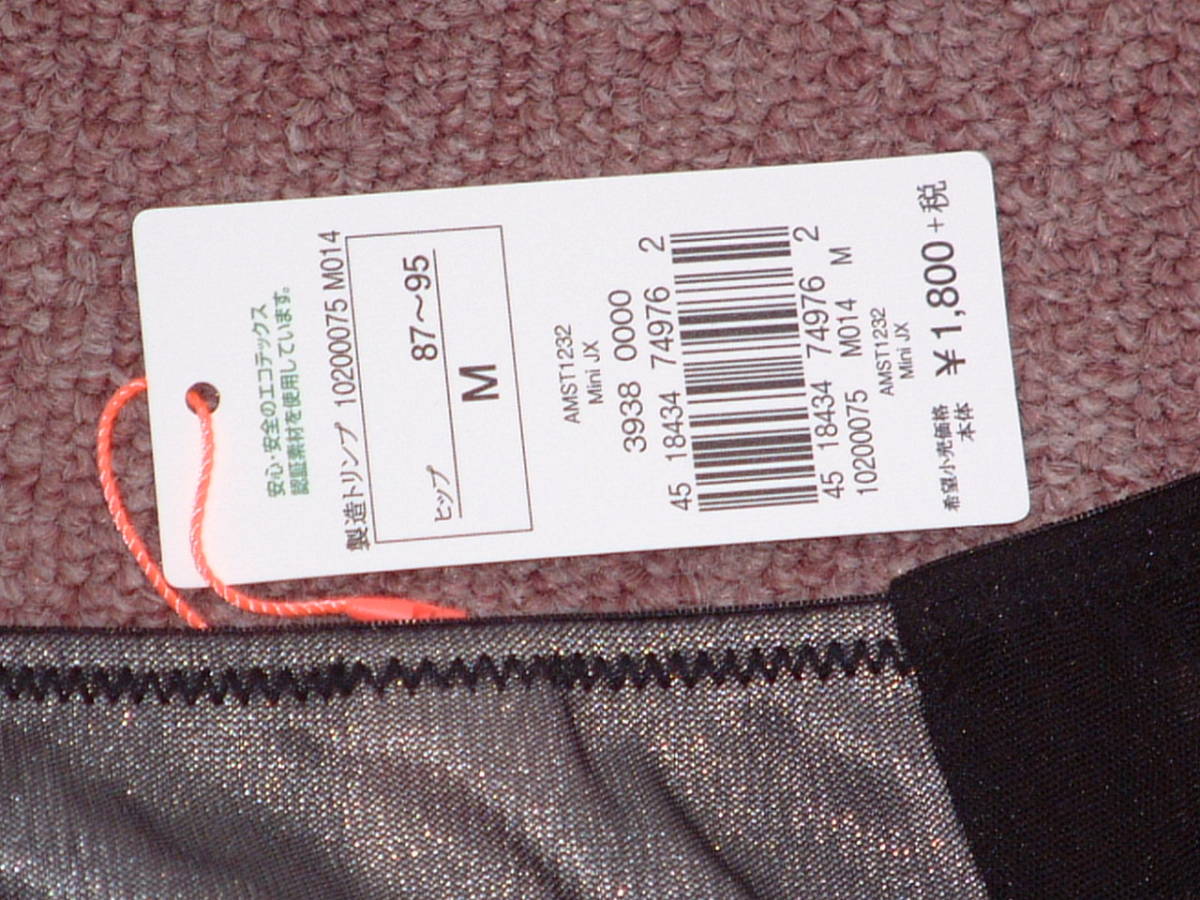 安心・安全のエコテックス
認証素材を使用しています。
製造トリンプ 10200075 M014
ヒップ 87～95
M
AMST1232
Mini JX
3938 0000
45 18434 74976 2
45 18434 74976 2
10200075 M014 M
AMST1232
Mini JX
希望小売価格
本体 ¥1,800+税